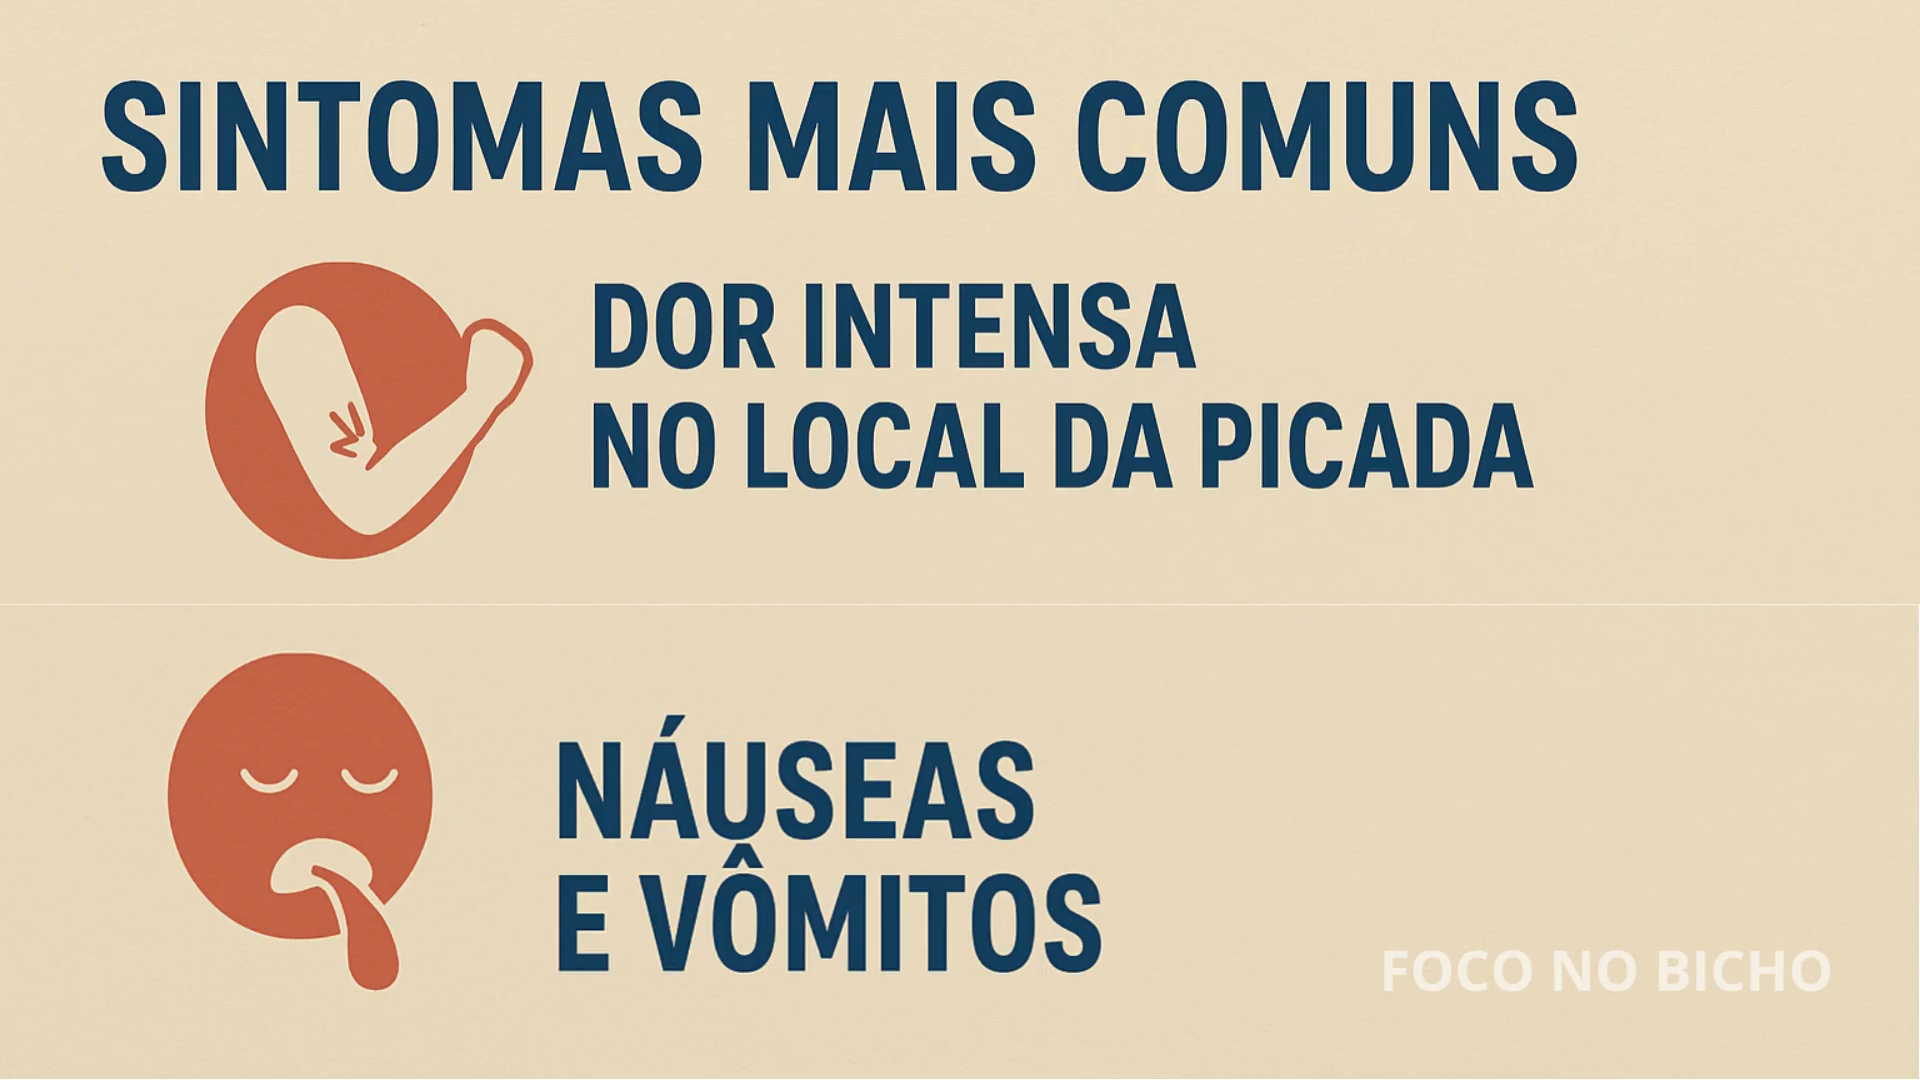 SINTOMAS MAIS COMUNS
DOR INTENSA
NO LOCAL DA PICADA
NÁUSEAS
E VÔMITOS
FOCO NO BICHO